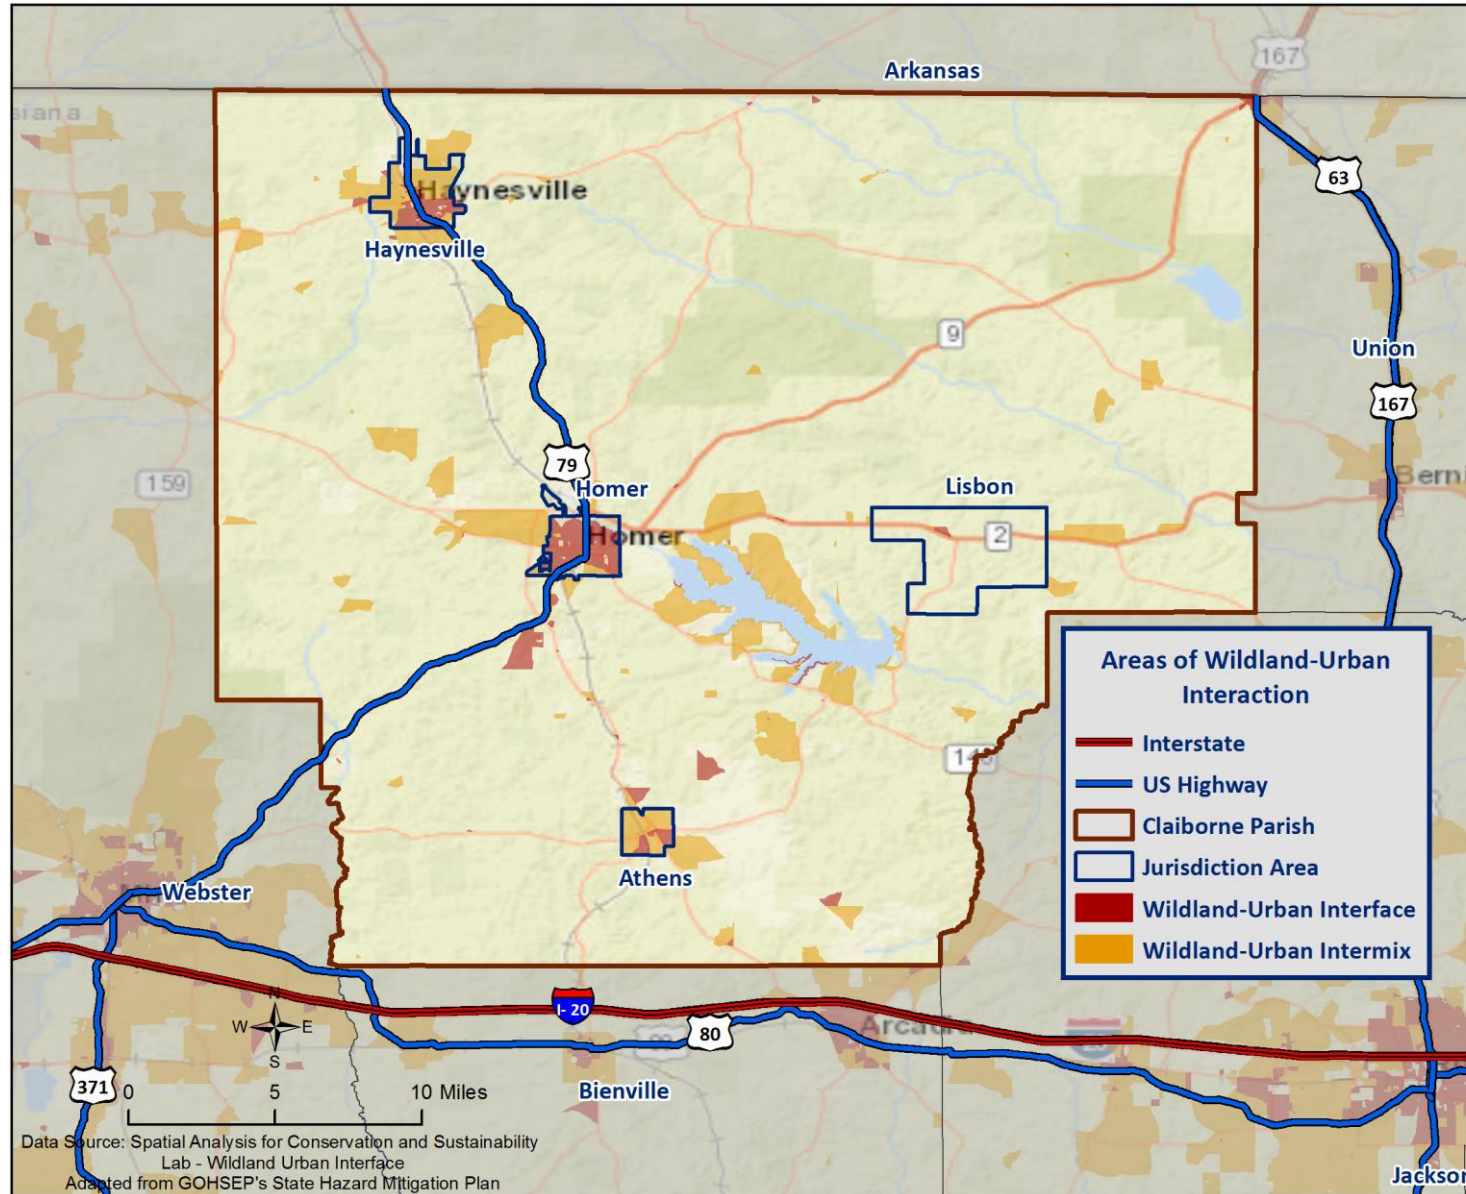 Arkansas
167
siana
63
Haynesville
Haynesville
9
Union
167
79
Homer
Lisbon
159
Homer
2
Areas of Wildland-Urban
Interaction
Interstate
US Highway
Claiborne Parish
Jurisdiction Area
Wildland-Urban Interface
Wildland-Urban Intermix
Athens
Webster
N
W
E
S
I-20
80
Arcadia
371
0
5
10 Miles
Bienville
Data Source: Spatial Analysis for Conservation and Sustainability
Lab - Wildland Urban Interface
Adapted from GOHSEP's State Hazard Mitigation Plan
Jackson